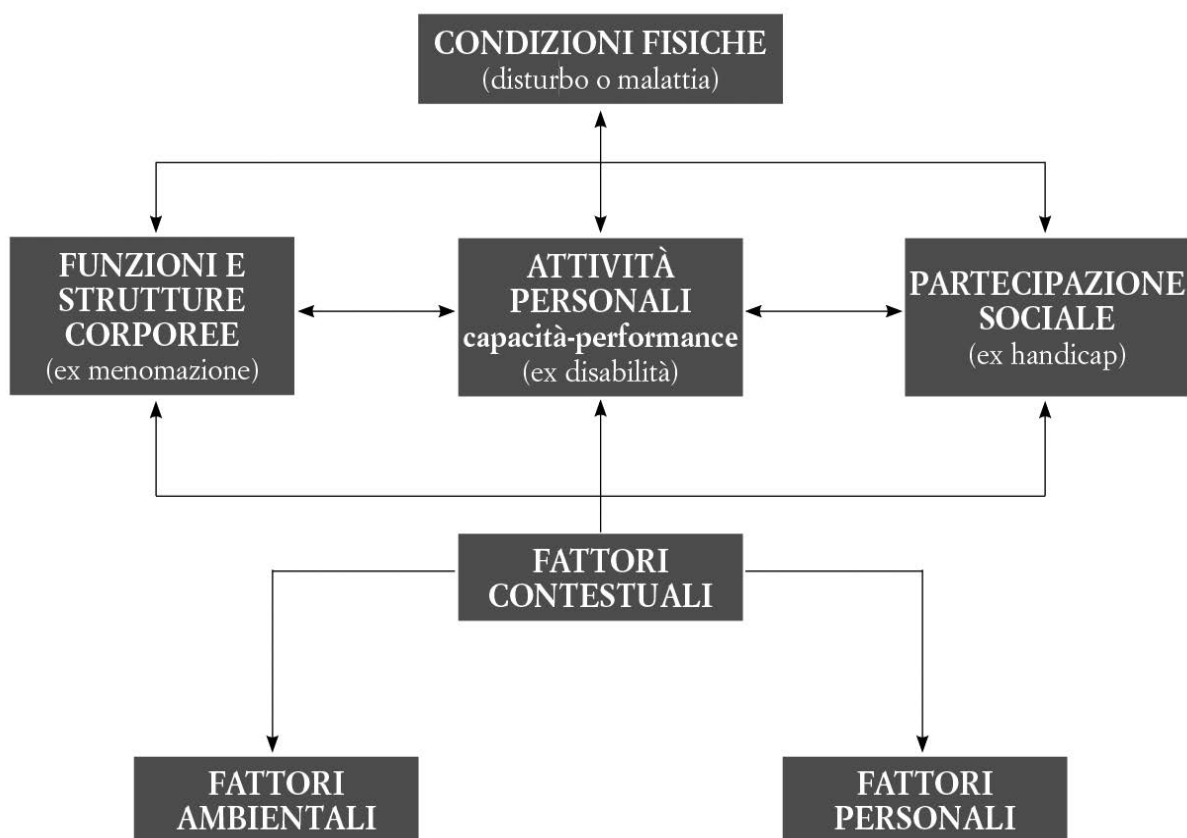 CONDIZIONI FISICHE
(disturbo o malattia)
FUNZIONI E
STRUTTURE
CORPOREE
(ex menomazione)
ATTIVITÀ
PERSONALI
capacità-performance
(ex disabilità)
PARTECIPAZIONE
SOCIALE
(ex handicap)
FATTORI
CONTESTUALI
FATTORI
AMBIENTALI
FATTORI
PERSONALI